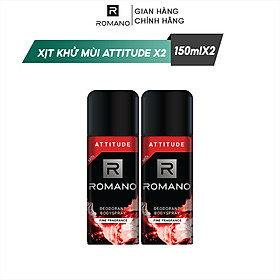 R
ROMANO
GIAN HÀNG
CHÍNH HÃNG
XỊT KHỬ MÙI ATTITUDE X2
150mlX2
ATTITUDE
R
ROMANO
DEODORANT
BODYSPRAY
FINE FRAGRANCE
ATTITUDE
R
ROMANO
DEODORANT
BODYSPRAY
FINE FRAGRANCE